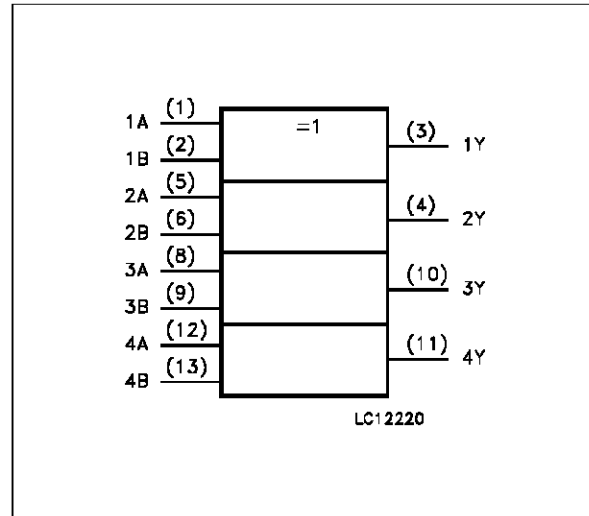 1A (1) =1 (3) 1Y
1B (2)
2A (5) (4) 2Y
2B (6)
3A (8) (10) 3Y
3B (9)
4A (12) (11) 4Y
4B (13)
LC12220